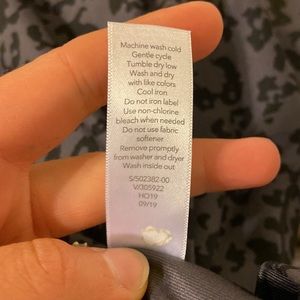 Machine wash cold
Gentle cycle
Tumble dry low
Wash and dry
with like colors
Cool iron
Do not iron label
Use non-chlorine
bleach when needed
Do not use fabric
softener
Remove promptly
from washer and dryer
Wash inside out
S/502382-00
V/305922
HO19
09/19